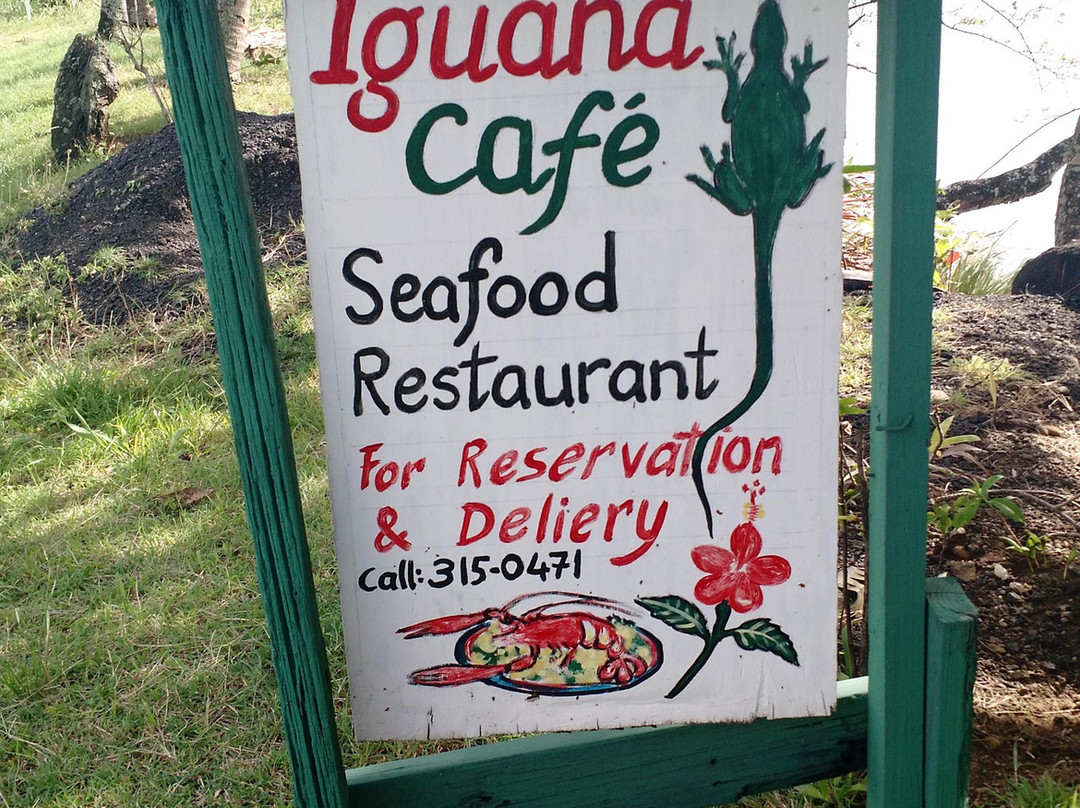 Iguana
Café
Seafood
Restaurant
For Reservation
& Deliery
Call: 315-0471